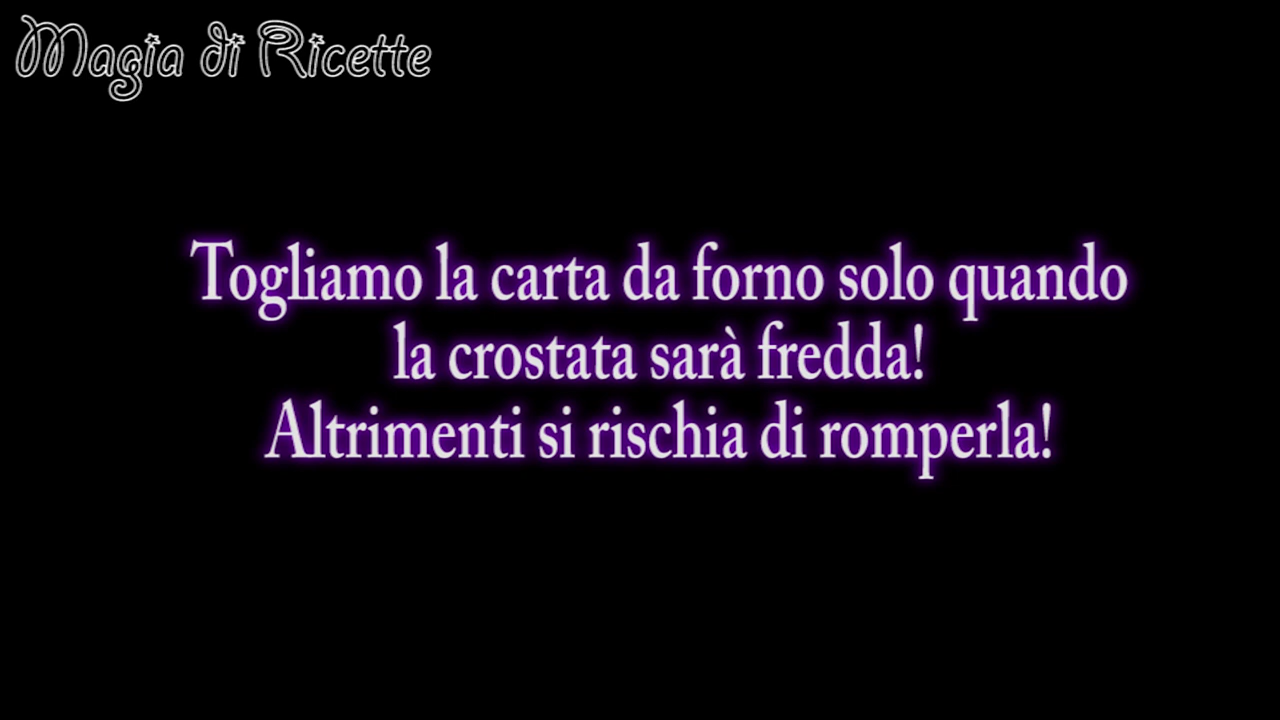 Magia di Ricette
Togliamo la carta da forno solo quando
la crostata sarà fredda!
Altrimenti si rischia di romperla!